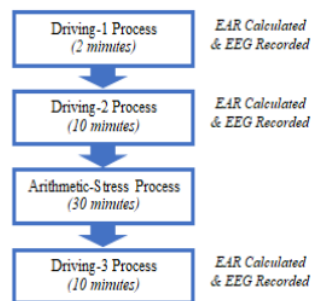 Driving-1 Process
(2 minutes)
EAR Calculated
& EEG Recorded
Driving-2 Process
(10 minutes)
EAR Calculated
& EEG Recorded
Arithmetic-Stress Process
(30 minutes)
Driving-3 Process
(10 minutes)
EAR Calculated
& EEG Recorded